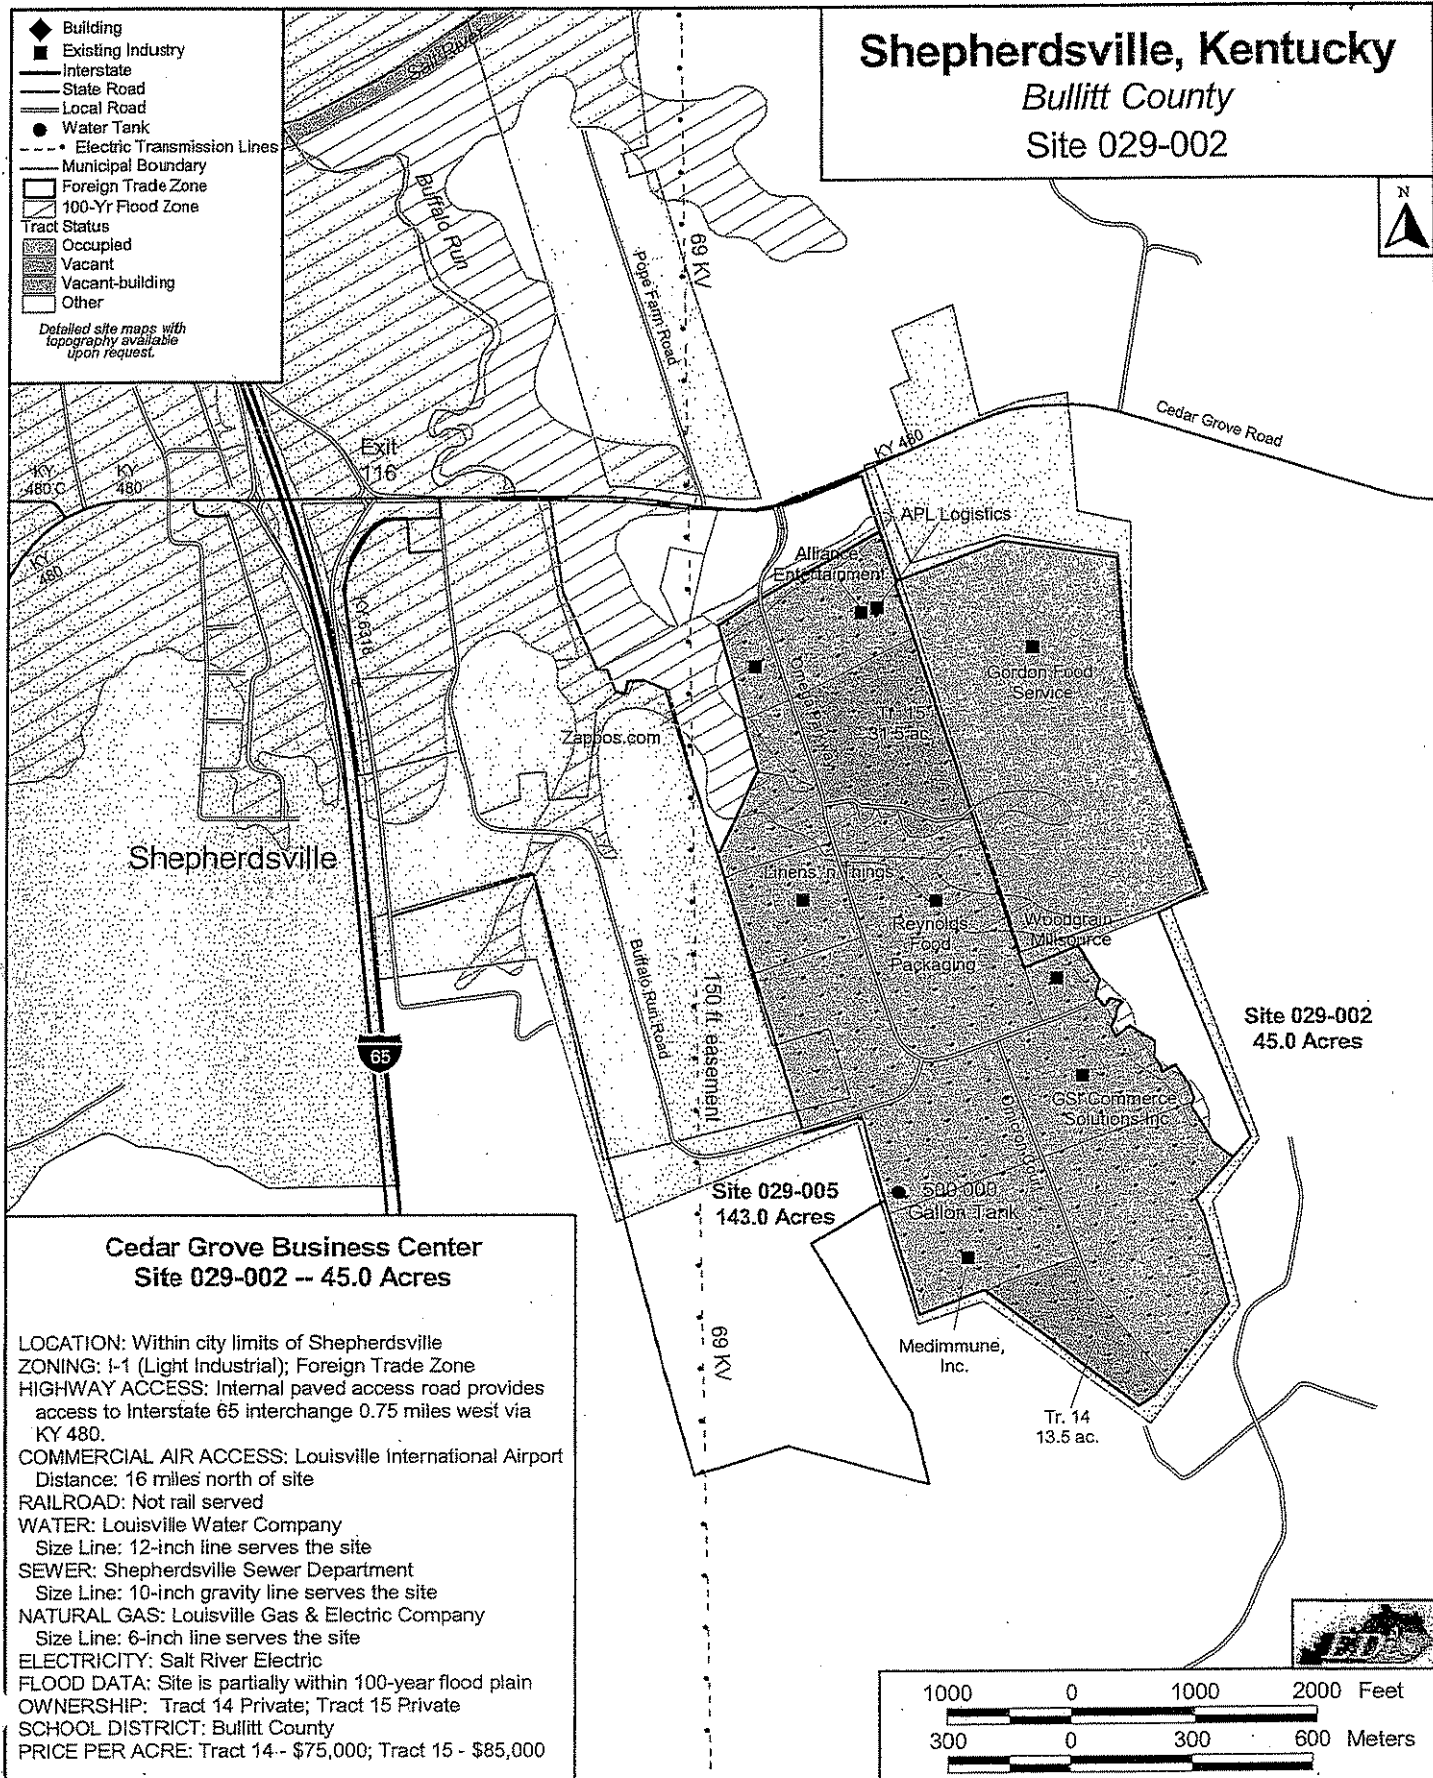 Building
Existing Industry
Interstate
State Road
Local Road
Water Tank
Electric Transmission Lines
Municipal Boundary
Foreign Trade Zone
100-Yr Flood Zone
Tract Status
Occupied
Vacant
Vacant-building
Other
Detailed site maps with
topography available
upon request.
Shepherdsville, Kentucky
Bullitt County
Site 029-002
N
Salt River
Buffalo Run
69 KV
Pope Farm Road
Exit
116
KY
480 C
KY
480
KY
480
KY 480
Cedar Grove Road
APL Logistics
Alliance
Entertainment
Gordon Food
Service
Tr. 15
31.5 ac.
Zappos.com
Shepherdsville
Linens 'n Things
Reynolds
Food
Packaging
Woodgrain
Millsource
Buffalo Run Road
150 ft. easement
65
Site 029-002
45.0 Acres
GSI Commerce
Solutions Inc.
Site 029-005
143.0 Acres
500,000
Gallon Tank
69 KV
Medimmune,
Inc.
Tr. 14
13.5 ac.
Cedar Grove Business Center
Site 029-002 -- 45.0 Acres
LOCATION: Within city limits of Shepherdsville
ZONING: I-1 (Light Industrial); Foreign Trade Zone
HIGHWAY ACCESS: Internal paved access road provides
access to Interstate 65 interchange 0.75 miles west via
KY 480.
COMMERCIAL AIR ACCESS: Louisville International Airport
Distance: 16 miles north of site
RAILROAD: Not rail served
WATER: Louisville Water Company
Size Line: 12-inch line serves the site
SEWER: Shepherdsville Sewer Department
Size Line: 10-inch gravity line serves the site
NATURAL GAS: Louisville Gas & Electric Company
Size Line: 6-inch line serves the site
ELECTRICITY: Salt River Electric
FLOOD DATA: Site is partially within 100-year flood plain
OWNERSHIP: Tract 14 Private; Tract 15 Private
SCHOOL DISTRICT: Bullitt County
PRICE PER ACRE: Tract 14 - $75,000; Tract 15 - $85,000
1000 0 1000 2000 Feet
300 0 300 600 Meters